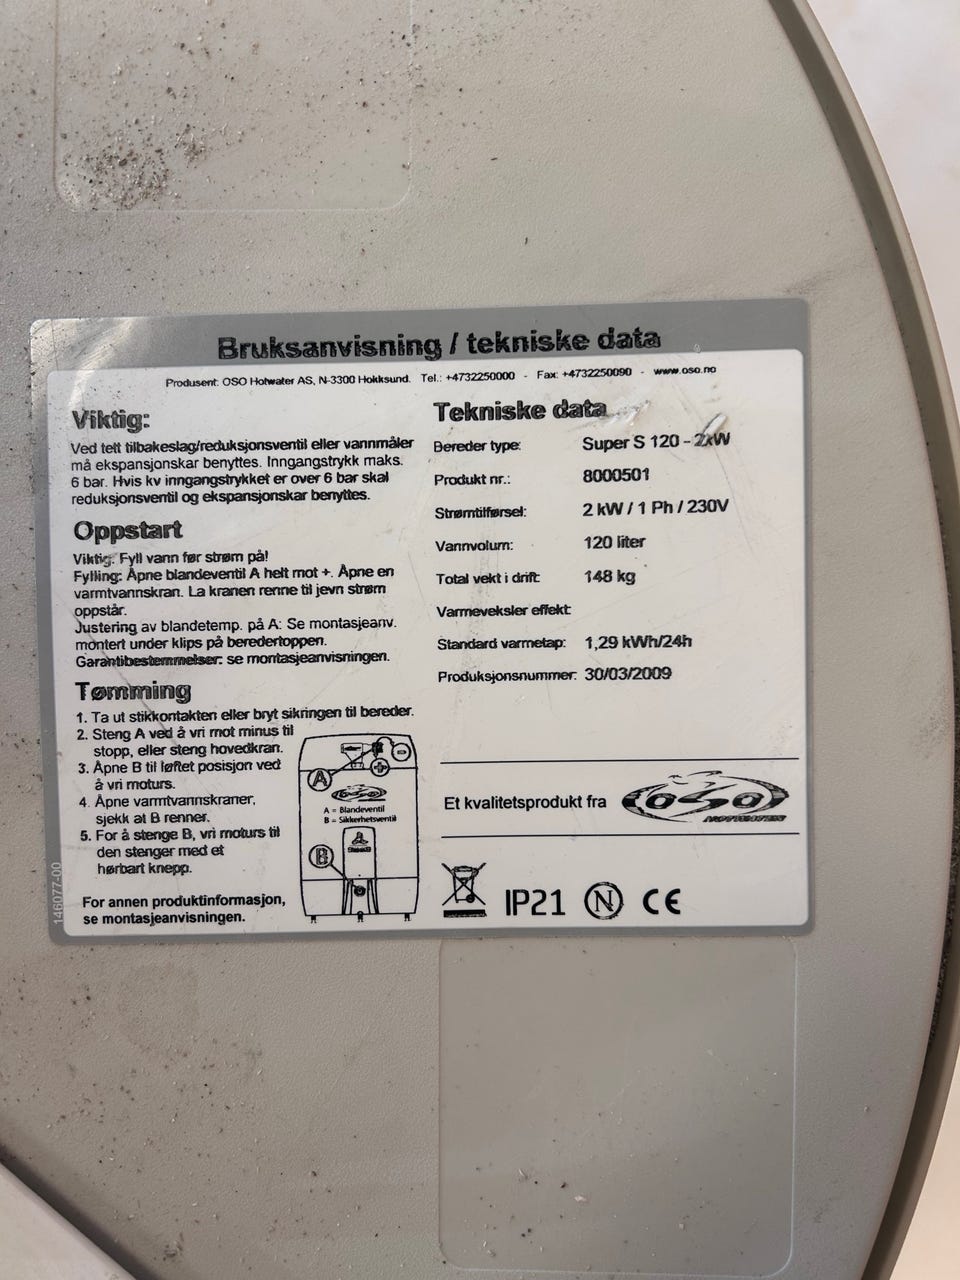 Bruksanvisning / tekniske data
Produsent: OSO Hotwater AS, N-3300 Hokksund. Tel.: +4732250000 - Fax: +4732250090 - www.oso.no
Viktig:
Ved tett tilbakeslag/reduksjonsventil eller vannmåler
må ekspansjonskar benyttes. Inngangstrykk maks.
6 bar. Hvis kv inngangstrykket er over 6 bar skal
reduksjonsventil og ekspansjonskar benyttes.
Oppstart
Viktig: Fyll vann før strøm på!
Fylling: Åpne blandeventil A helt mot +. Åpne en
varmtvannskran. La kranen renne til jevn strøm
oppstår.
Justering av blandetemp. på A: Se montasjeanv.
montert under klips på beredertoppen.
Garantibestemmelser: se montasjeanvisningen.
Tømming
1. Ta ut stikkontakten eller bryt sikringen til bereder.
2. Steng A ved å vri mot minus til
stopp, eller steng hovedkran.
3. Åpne B til løftet posisjon ved
å vri moturs.
4. Åpne varmtvannskraner,
sjekk at B renner.
5. For å stenge B, vri moturs til
den stenger med et
hørbart knepp.
For annen produktinformasjon,
se montasjeanvisningen.
146077-00
A
OSO
A = Blandeventil
B = Sikkerhetsventil
B
Tekniske data
Bereder type: Super S 120 - 2kW
Produkt nr.: 8000501
Strømtilførsel: 2 kW / 1 Ph / 230V
Vannvolum: 120 liter
Total vekt i drift: 148 kg
Varmeveksler effekt:
Standard varmetap: 1,29 kWh/24h
Produksjonsnummer: 30/03/2009
Et kvalitetsprodukt fra OSO HOTWATER
IP21 N CE